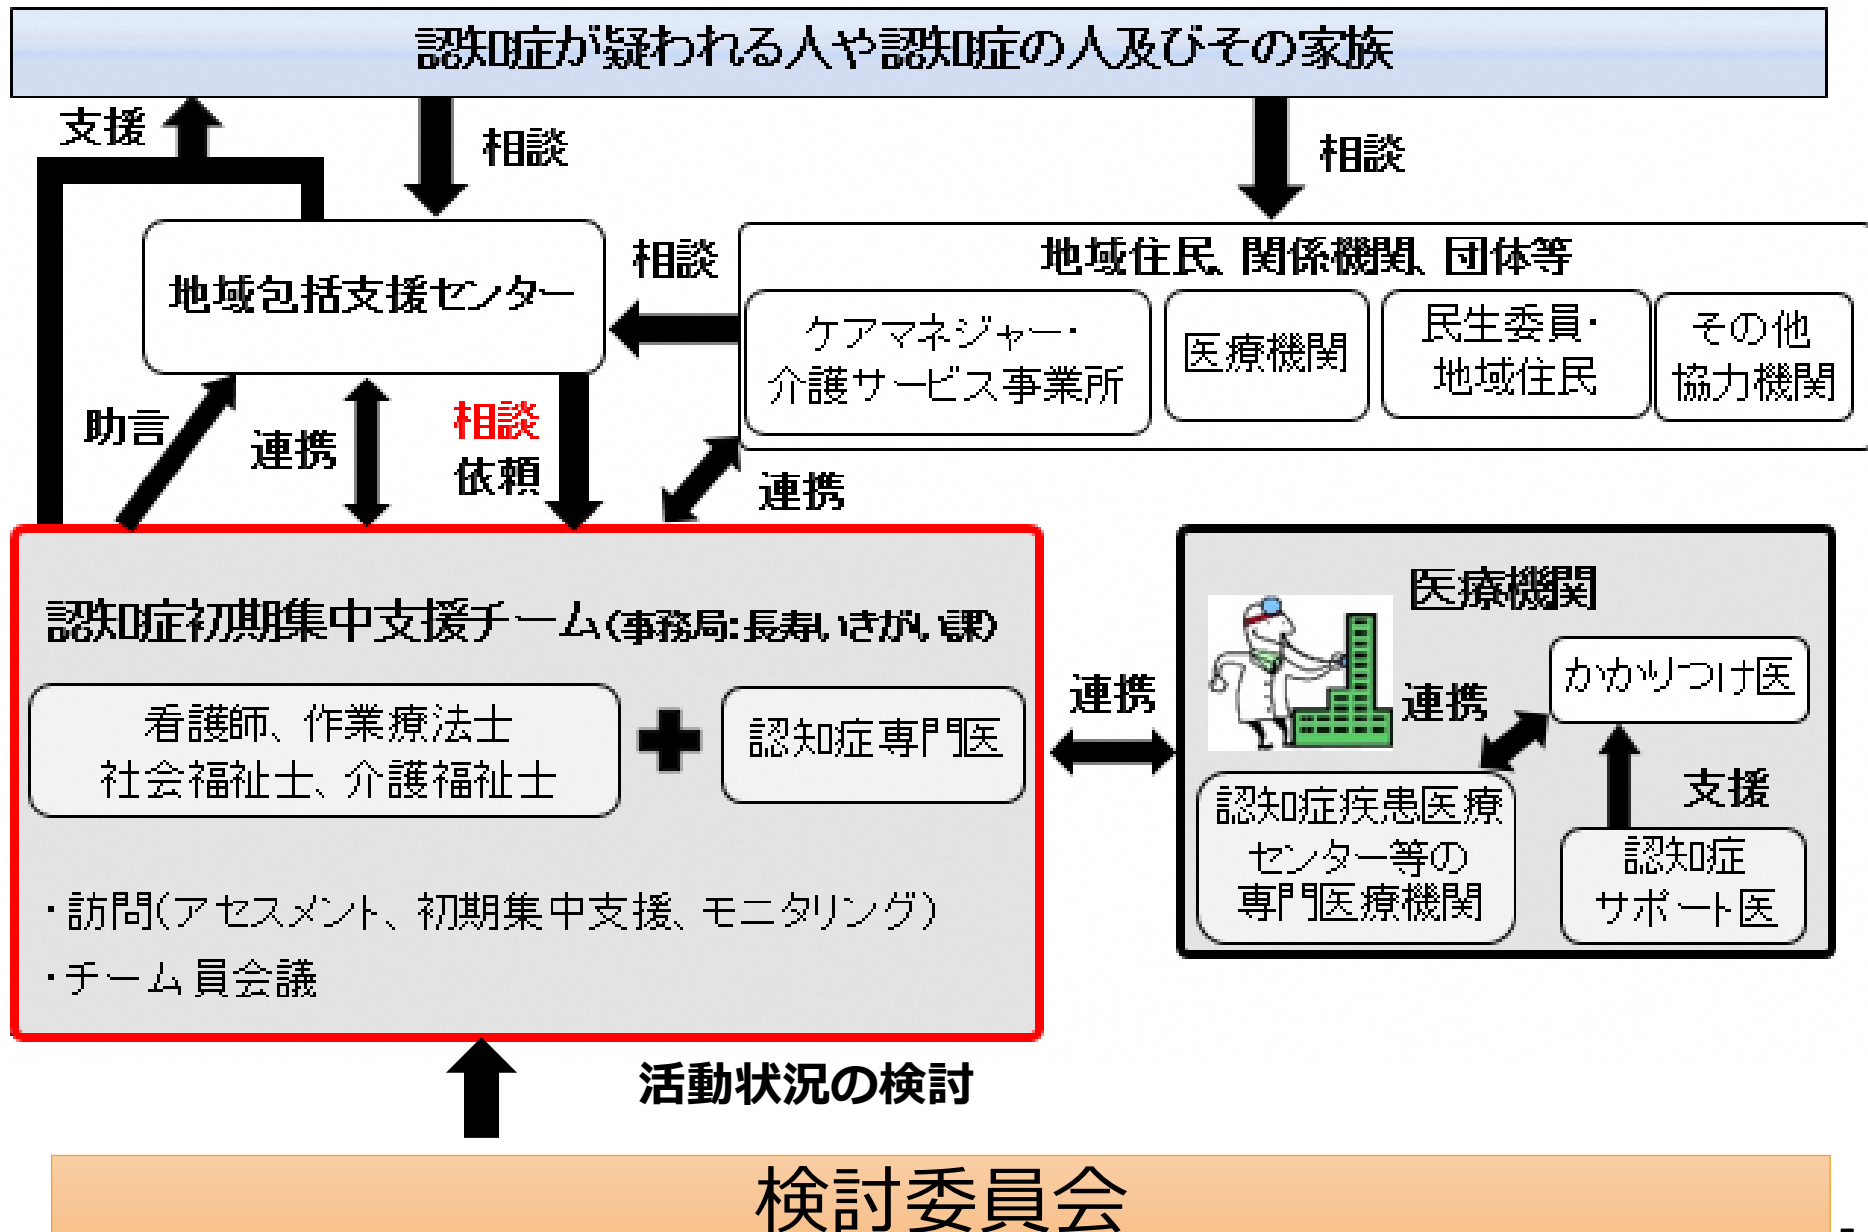 認知症が疑われる人や認知症の人及びその家族
支援
相談
相談
地域包括支援センター
相談
地域住民、関係機関、団体等
ケアマネジャー・
介護サービス事業所
医療機関
民生委員・
地域住民
その他
協力機関
助言
連携
相談
依頼
連携
認知症初期集中支援チーム(事務局:長寿いきがい課)
看護師、作業療法士
社会福祉士、介護福祉士
認知症専門医
・訪問(アセスメント、初期集中支援、モニタリング)
・チーム員会議
連携
医療機関
かかりつけ医
連携
支援
認知症疾患医療
センター等の
専門医療機関
認知症
サポート医
活動状況の検討
検討委員会